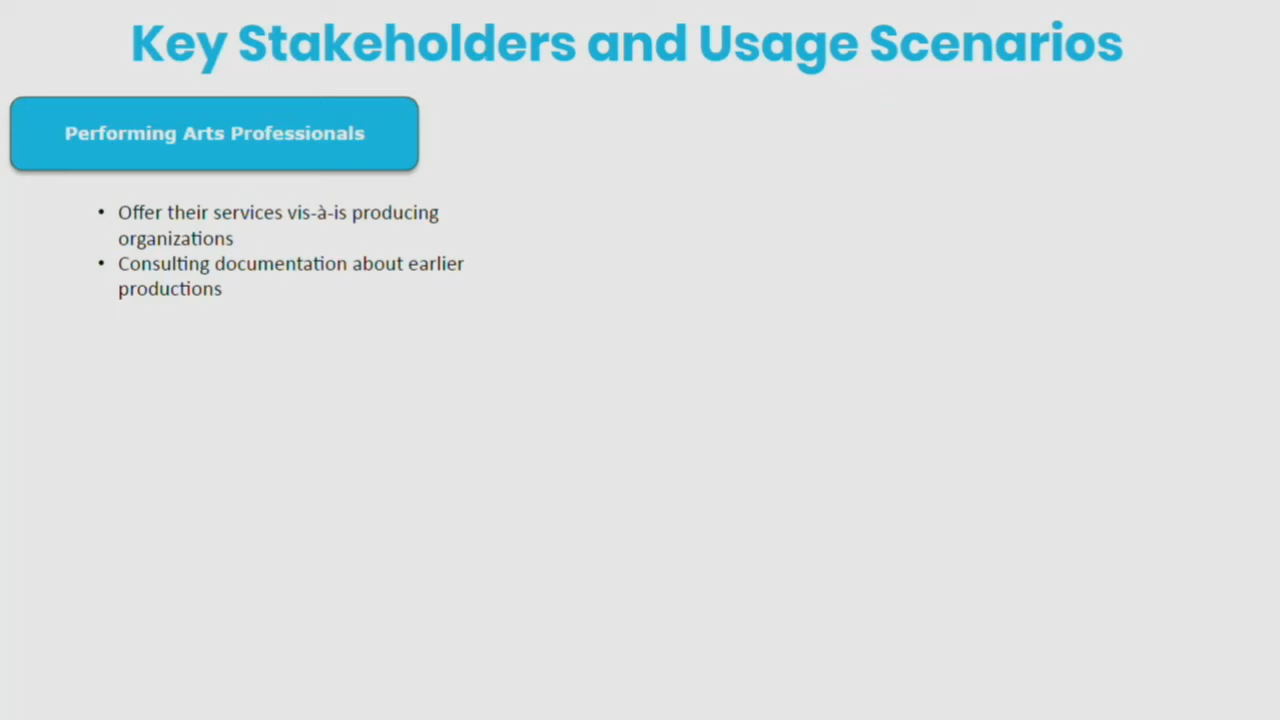 Key Stakeholders and Usage Scenarios
Performing Arts Professionals
• Offer their services vis-à-is producing
organizations
• Consulting documentation about earlier
productions